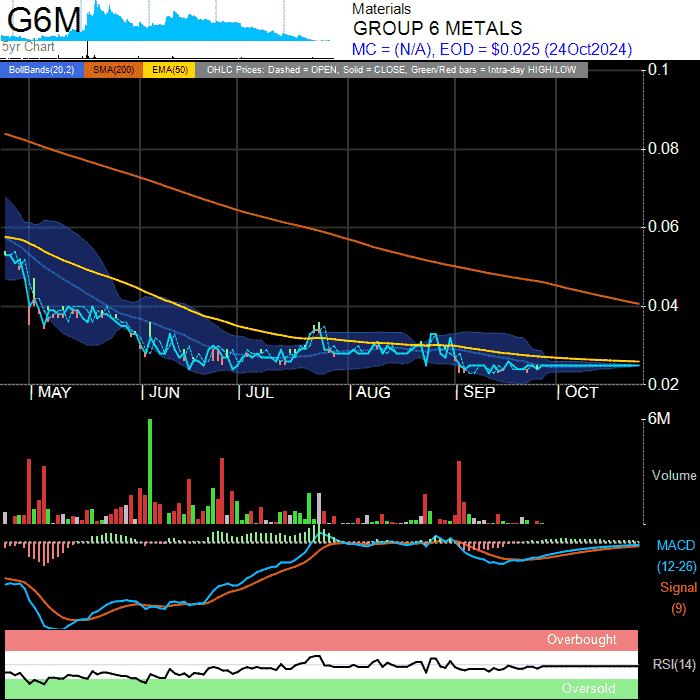 G6M
5yr Chart
Materials
GROUP 6 METALS
MC = (N/A), EOD = $0.025 (24Oct2024)
BollBands(20,2) SMA(200) EMA(50) OHLC Prices: Dashed = OPEN, Solid = CLOSE, Green/Red bars = Intra-day HIGH/LOW
0.1
0.08
0.06
0.04
0.02
MAY JUN JUL AUG SEP OCT
6M
Volume
MACD
(12-26)
Signal
(9)
Overbought
RSI(14)
Oversold